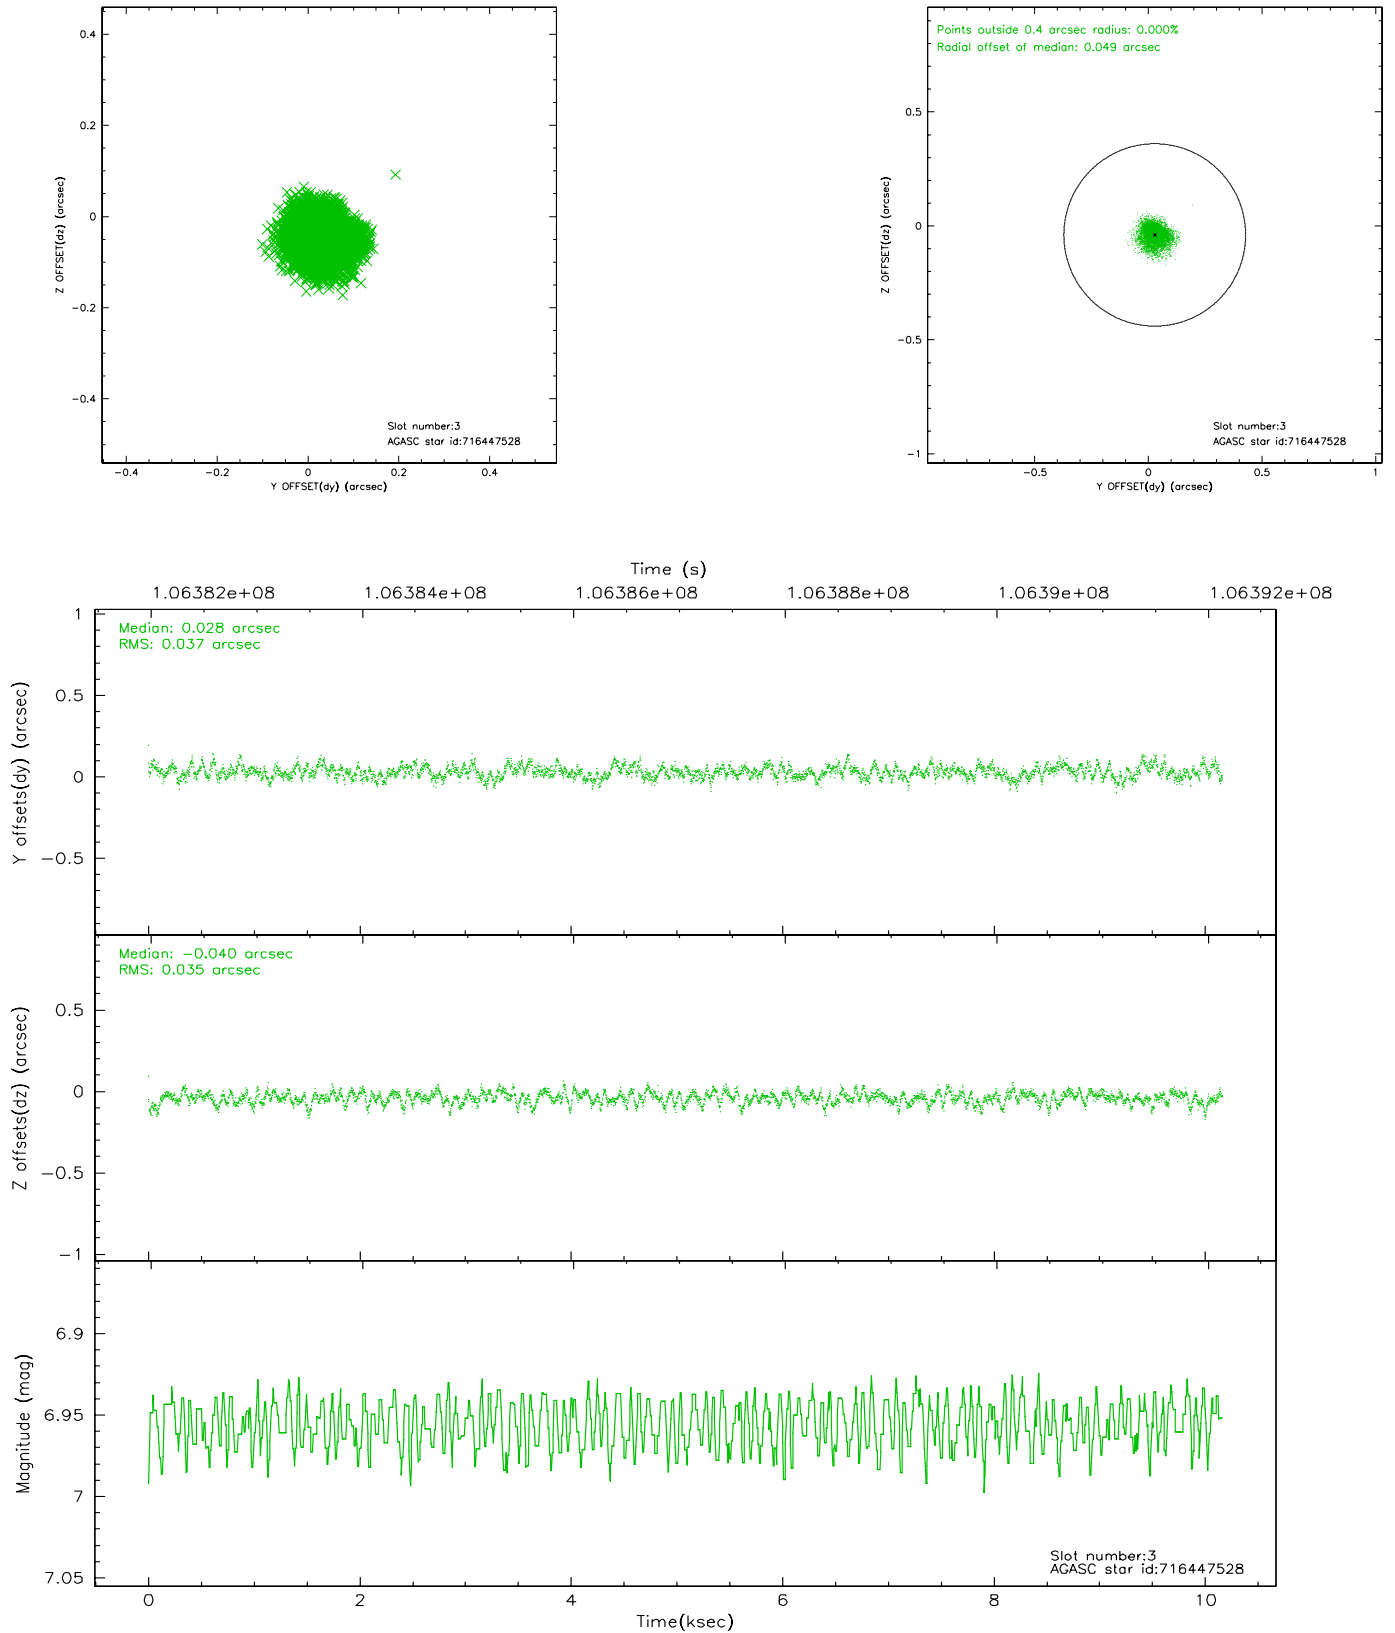 0.4
0.2
0
−0.2
−0.4
Z OFFSET(dz) (arcsec)
Slot number:3
AGASC star id:716447528
−0.4 −0.2 0 0.2 0.4
Y OFFSET(dy) (arcsec)
Points outside 0.4 arcsec radius: 0.000%
Radial offset of median: 0.049 arcsec
0.5
0
−0.5
−1
Z OFFSET(dz) (arcsec)
Slot number:3
AGASC star id:716447528
−0.5 0 0.5 1
Y OFFSET(dy) (arcsec)
Time (s)
1.06382e+08 1.06384e+08 1.06386e+08 1.06388e+08 1.0639e+08 1.06392e+08
Median: 0.028 arcsec
RMS: 0.037 arcsec
1
0.5
0
−0.5
Y offsets(dy) (arcsec)
Median: −0.040 arcsec
RMS: 0.035 arcsec
0.5
0
−0.5
−1
Z offsets(dz) (arcsec)
6.9
6.95
7
7.05
Magnitude (mag)
Slot number:3
AGASC star id:716447528
0 2 4 6 8 10
Time(ksec)